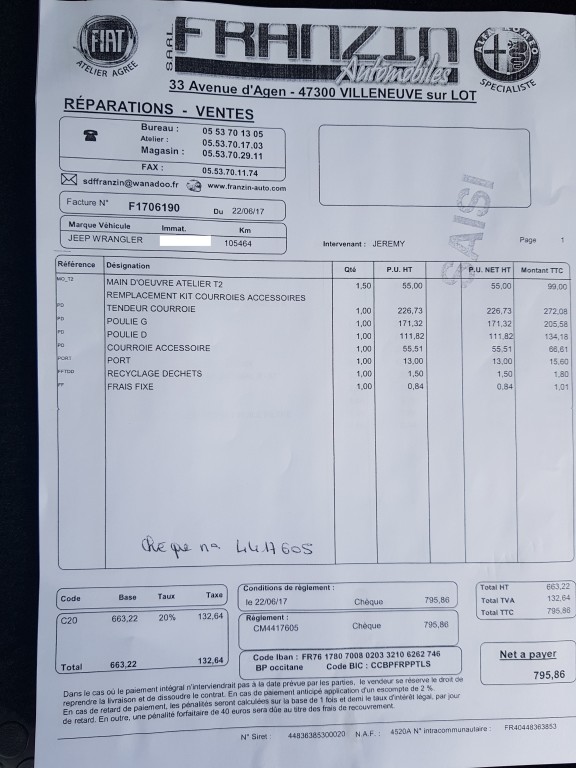 FIAT
ATELIER AGREE
SARL
FRANZIN
Automobiles
ALFA ROMEO
SPECIALISTE
33 Avenue d'Agen - 47300 VILLENEUVE sur LOT
RÉPARATIONS - VENTES
Bureau : 05 53 70 13 05
Atelier : 05.53.70.17.03
Magasin : 05.53.70.29.11
FAX : 05.53.70.11.74
sdffranzin@wanadoo.fr www.franzin-auto.com
SAISI
Facture N° F1706190 Du 22/06/17
Marque Véhicule Immat. Km
JEEP WRANGLER 105464
Intervenant : JEREMY Page 1
Référence Désignation Qté P.U. HT P.U. NET HT Montant TTC
MO_T2 MAIN D'OEUVRE ATELIER T2 1,50 55,00 55,00 99,00
REMPLACEMENT KIT COURROIES ACCESSOIRES
PD TENDEUR COURROIE 1,00 226,73 226,73 272,08
PD POULIE G 1,00 171,32 171,32 205,58
PD POULIE D 1,00 111,82 111,82 134,18
PD COURROIE ACCESSOIRE 1,00 55,51 55,51 66,61
PORT PORT 1,00 13,00 13,00 15,60
RECYCLAGE DECHETS 1,00 1,50 1,50 1,80
FF FRAIS FIXE 1,00 0,84 0,84 1,01
chèque n° 4417605
Code Base Taux Taxe
C20 663,22 20% 132,64
Total 663,22 132,64
Conditions de règlement :
le 22/06/17 Chèque 795,86
Réglement :
CM4417605 Chèque 795,86
Code Iban : FR76 1780 7008 0203 3210 6262 746
BP occitane Code BIC : CCBPFRPPTLS
Total HT 663,22
Total TVA 132,64
Total TTC 795,86
Net a payer
795,86
Dans le cas où le paiement intégral n'interviendrait pas à la date prévue par les parties, le vendeur se réserve le droit de
reprendre la livraison et de dissoudre le contrat. En cas de paiement anticipé application d'un escompte de 2 %.
En cas de retard de paiement, les pénalités seront calculées sur la base de 1 fois et demi le taux d'intérêt légal, par jour
de retard. En outre, une pénalité forfaitaire de 40 euros sera dûe au titre des frais de recouvrement.
N° Siret : 44836385300020 N.A.F. : 4520A N° intracommunautaire : FR40448363853